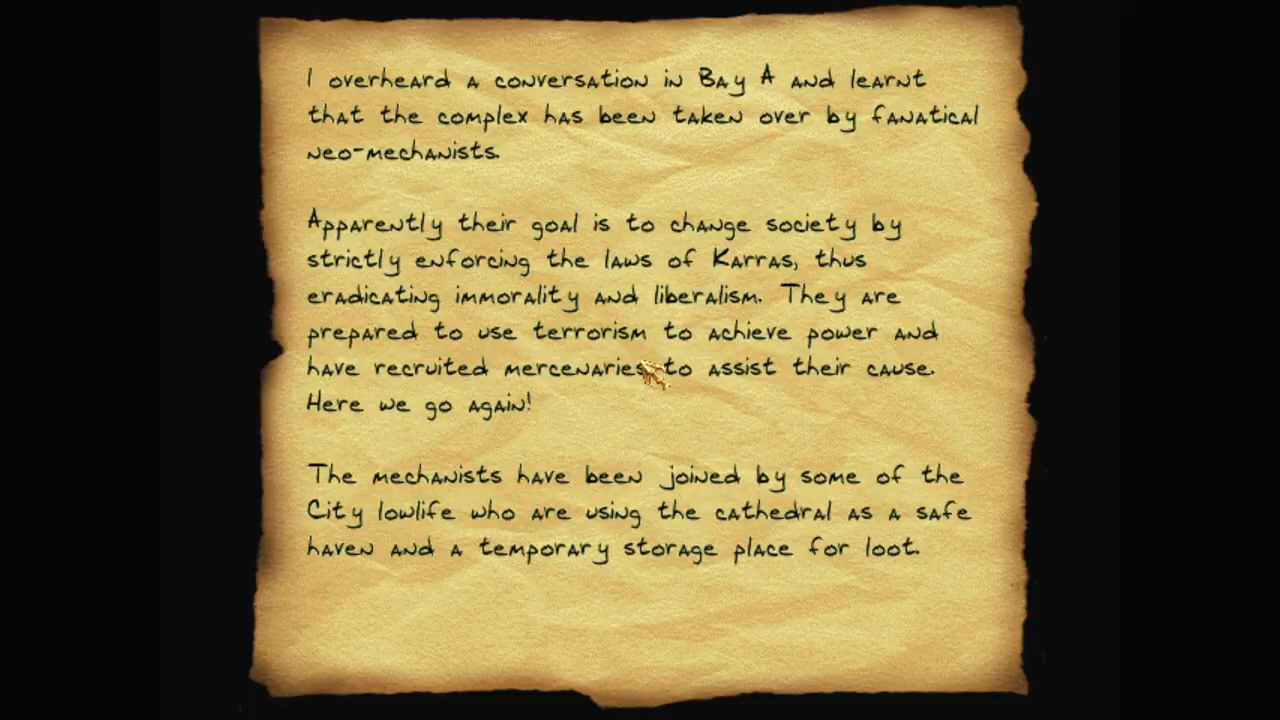 I overheard a conversation in Bay A and learnt
that the complex has been taken over by fanatical
neo-mechanists.
Apparently their goal is to change society by
strictly enforcing the laws of Karras, thus
eradicating immorality and liberalism. They are
prepared to use terrorism to achieve power and
have recruited mercenaries to assist their cause.
Here we go again!
The mechanists have been joined by some of the
City lowlife who are using the cathedral as a safe
haven and a temporary storage place for loot.